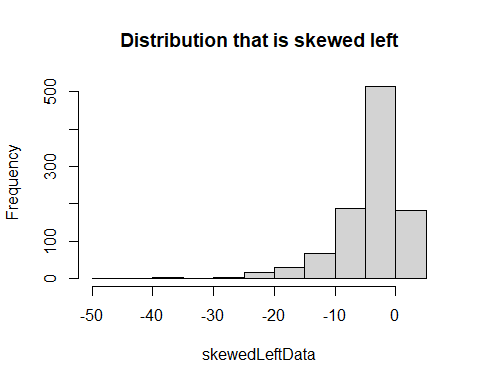 Distribution that is skewed left
Frequency
500
300
100
0
-50 -40 -30 -20 -10 0
skewedLeftData